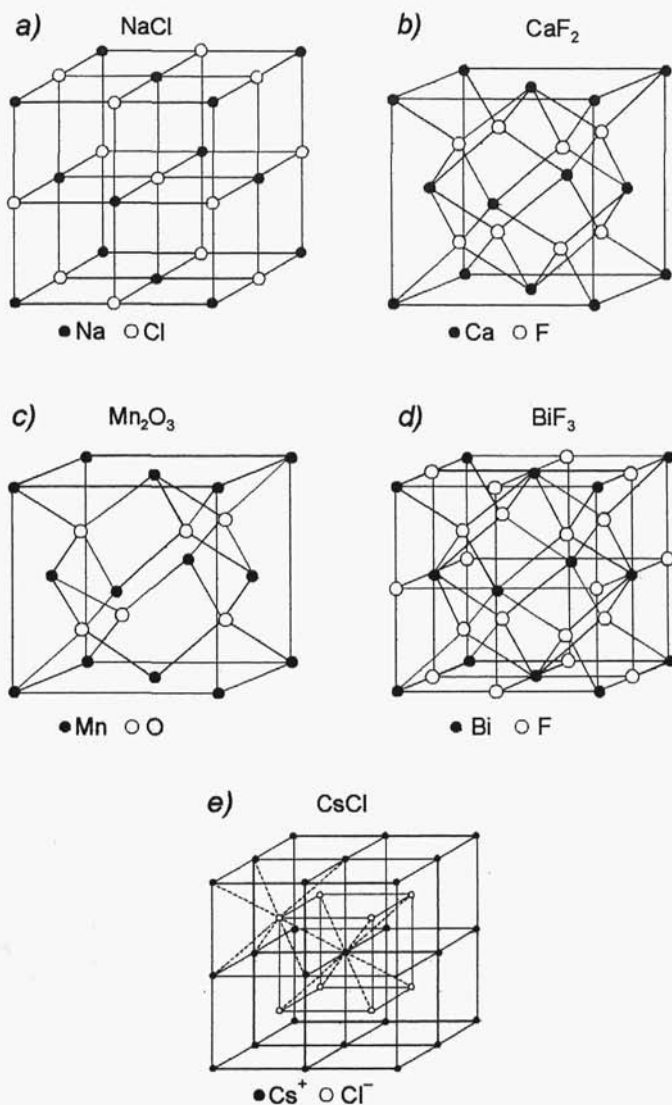 a) NaCl
● Na ○ Cl
b) CaF₂
● Ca ○ F
c) Mn₂O₃
● Mn ○ O
d) BiF₃
● Bi ○ F
e) CsCl
● Cs⁺ ○ Cl⁻